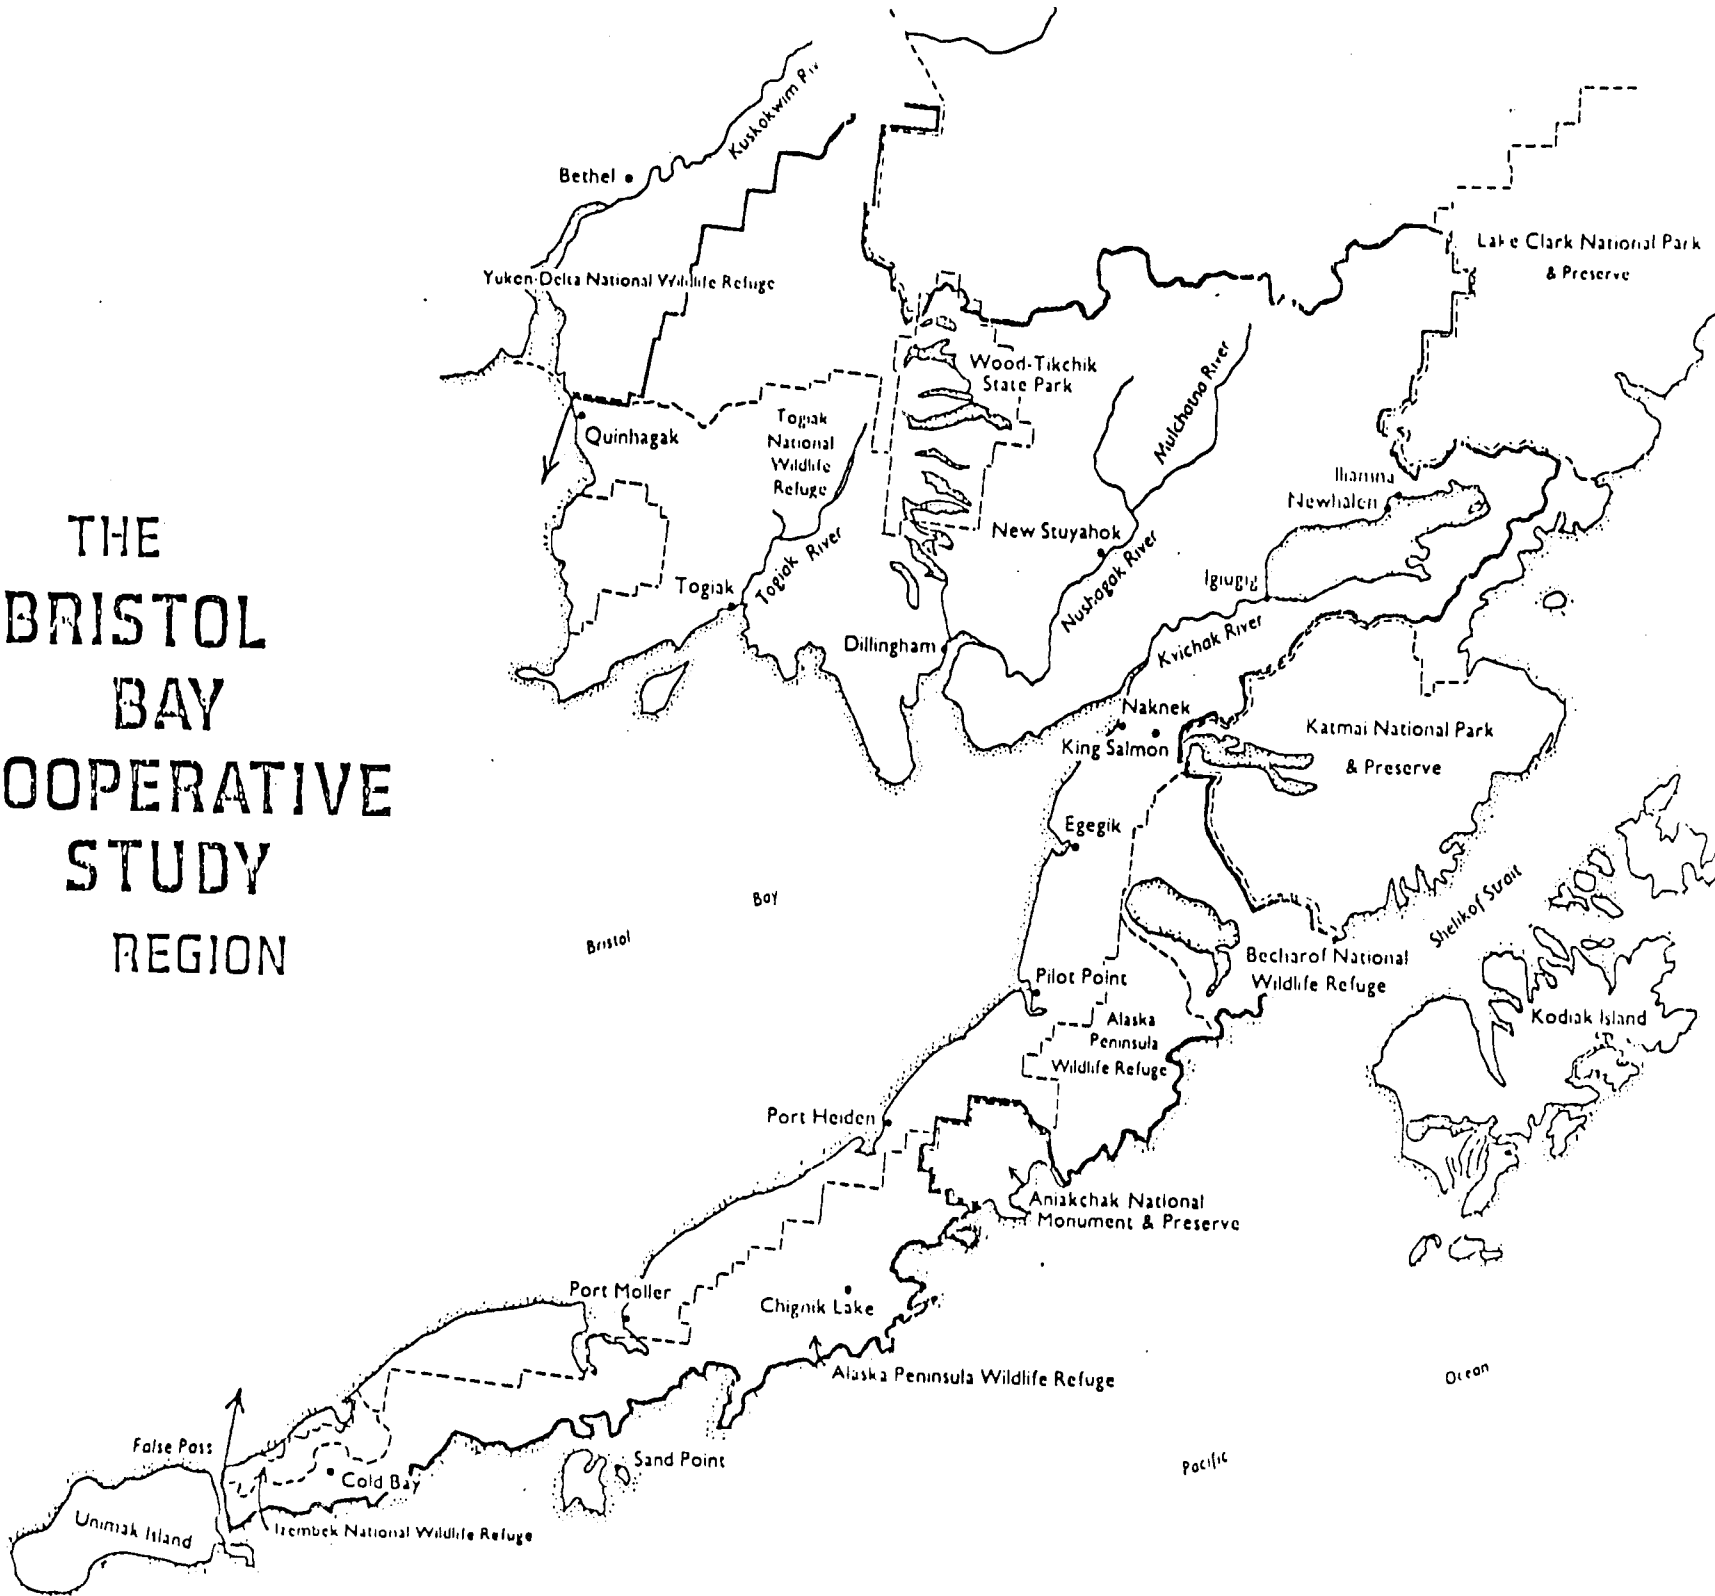 THE
BRISTOL
BAY
OOPERATIVE
STUDY
REGION
Kuskokwim Riv
Bethel
Yukon-Delta National Wildlife Refuge
Lake Clark National Park
& Preserve
Wood-Tikchik
State Park
Mulchatna River
Togiak
National
Wildlife
Refuge
Quinhagak
Iliamna
Newhalen
New Stuyahok
Nushagak River
Togiak
Togiak River
Igiugig
Dillingham
Kvichak River
Naknek
King Salmon
Katmai National Park
& Preserve
Egegik
Bay
Bristol
Shelikof Strait
Becharof National
Wildlife Refuge
Pilot Point
Kodiak Island
Alaska
Peninsula
Wildlife Refuge
Port Heiden
Aniakchak National
Monument & Preserve
Port Moller
Chignik Lake
Alaska Peninsula Wildlife Refuge
Ocean
Pacific
False Pass
Sand Point
Cold Bay
Unimak Island
Izembek National Wildlife Refuge